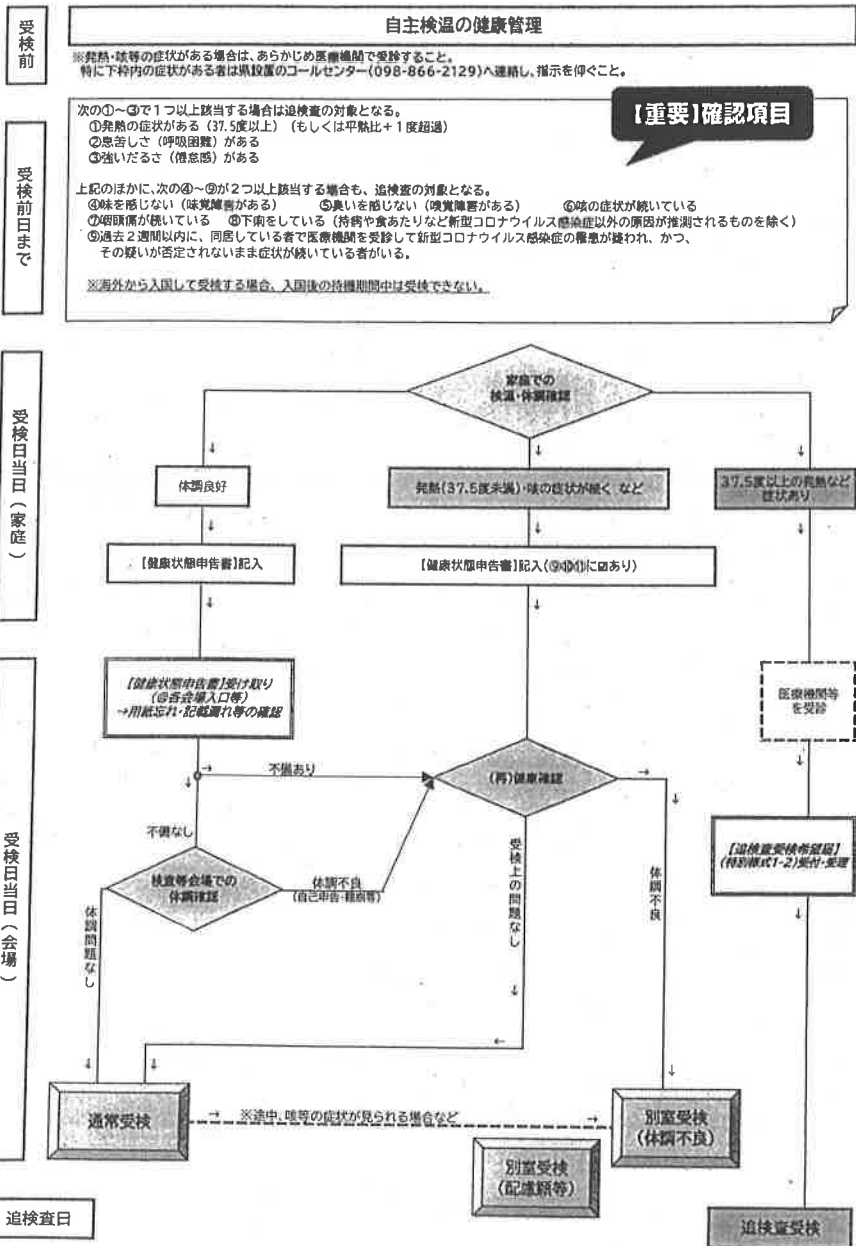 受検前
自主検温の健康管理
※発熱・咳等の症状がある場合は、あらかじめ医療機関で受診すること。
特に下枠内の症状がある者は県設置のコールセンター(098-866-2129)へ連絡し、指示を仰ぐこと。
受検前日まで
【重要】確認項目
次の①~③で1つ以上該当する場合は追検査の対象となる。
①発熱の症状がある(37.5度以上)(もしくは平熱比+1度超過)
②息苦しさ(呼吸困難)がある
③強いだるさ(倦怠感)がある
上記のほかに、次の④~⑨が2つ以上該当する場合も、追検査の対象となる。
④味を感じない(味覚障害がある) ⑤臭いを感じない(嗅覚障害がある) ⑥咳の症状が続いている
⑦咽頭痛が続いている ⑧下痢をしている(持病や食あたりなど新型コロナウイルス感染症以外の原因が推測されるものを除く)
⑨過去2週間以内に、同居している者で医療機関を受診して新型コロナウイルス感染症の罹患が疑われ、かつ、
その疑いが否定されないまま症状が続いている者がいる。
※海外から入国して受検する場合、入国後の待機期間中は受検できない。
受検日当日(家庭)
家庭での
検温・体調確認
↓ ↓ ↓
体調良好
発熱(37.5度未満)・咳の症状が続く など
37.5度以上の発熱など
症状あり
↓ ↓ ↓
【健康状態申告書】記入
【健康状態申告書】記入(⑨⑩⑪に☑あり)
↓ ↓
受検日当日(会場)
【健康状態申告書】受け取り
(@各会場入口等)
→用紙忘れ・記載漏れ等の確認
医療機関等
を受診
↓ → 不備あり
(再)健康確認
→ ↓ ↓
不備なし
【追検査受検希望届】
(特別様式1-2)受付・受理
検査等会場での
体調確認
体調不良
(自己申告・観察等)
受検上の問題なし
体調不良
体調問題なし
↓ ↓
←
↓ ↓ ↓
通常受検
→ ※途中、咳等の症状が見られる場合など →
別室受検
(体調不良)
別室受検
(配慮願等)
追検査日
追検査受検